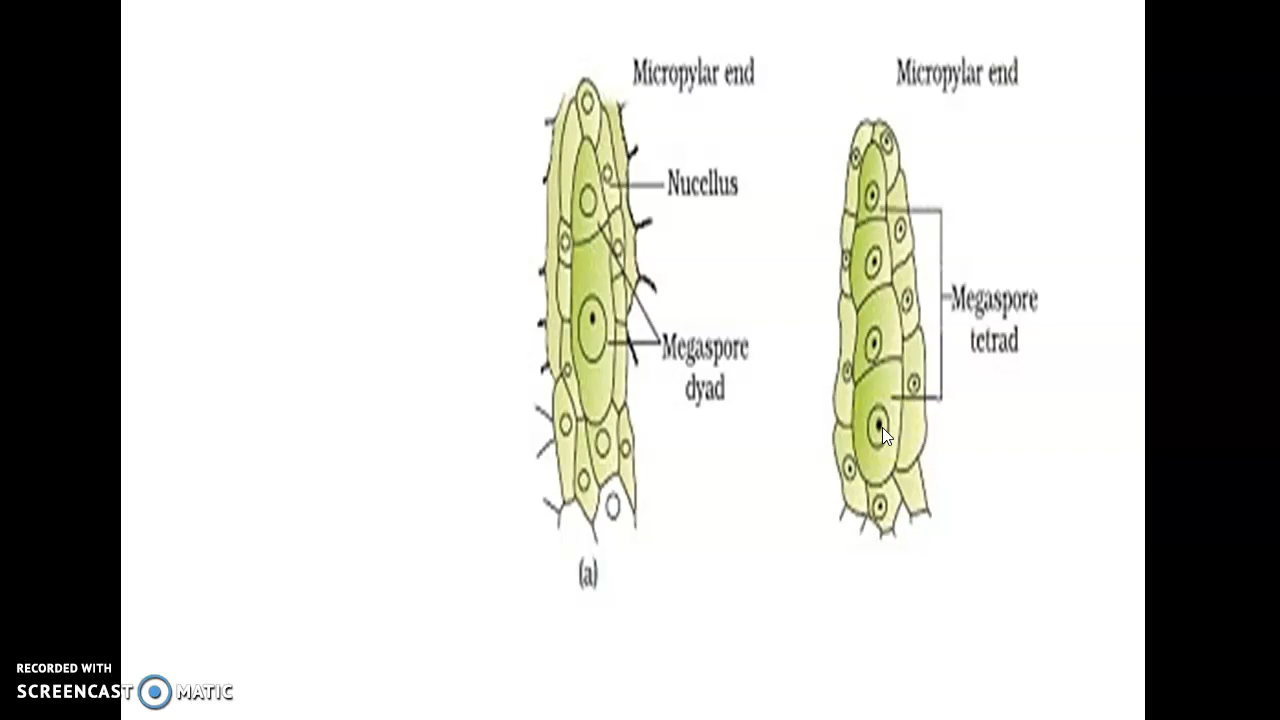 Micropylar end
Micropylar end
Nucellus
Megaspore
tetrad
Megaspore
dyad
(a)
RECORDED WITH
SCREENCAST MATIC